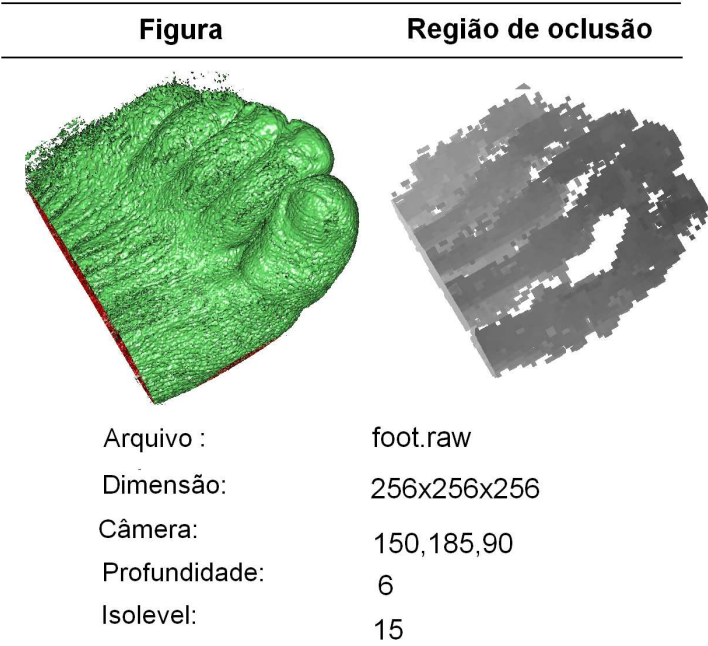 Figura Região de oclusão
Arquivo : foot.raw
Dimensão: 256x256x256
Câmera: 150,185,90
Profundidade: 6
Isolevel: 15